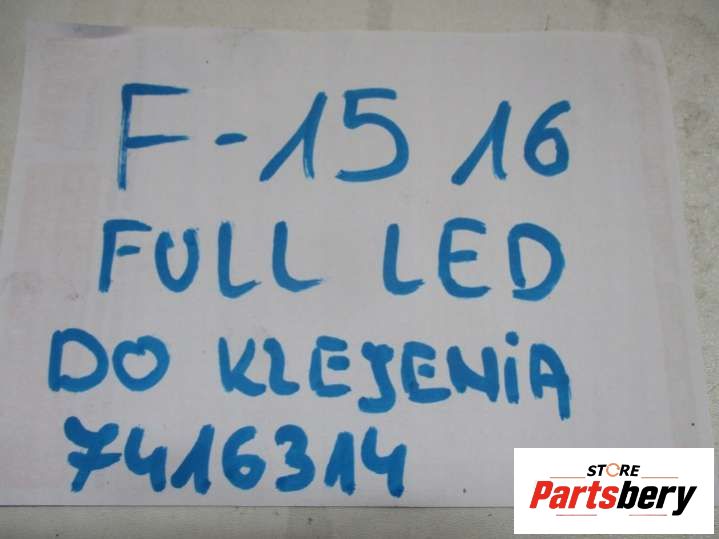 F-15 16
FULL LED
DO KLEJENIA
7416314
STORE
Partsbery